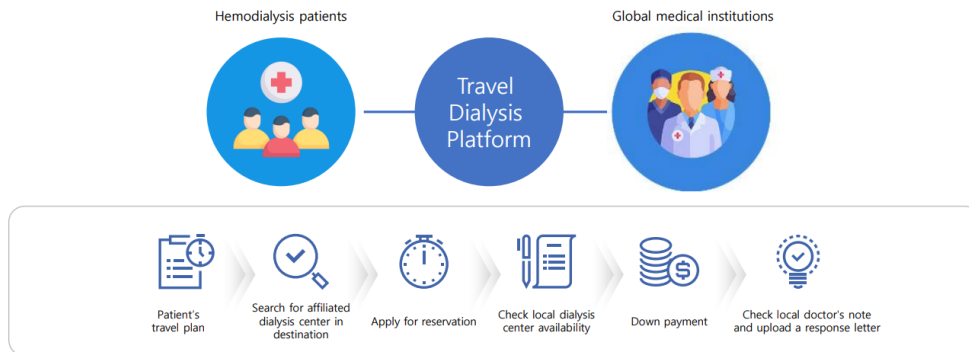 Hemodialysis patients
Global medical institutions
Travel
Dialysis
Platform
Patient's
travel plan
Search for affiliated
dialysis center in
destination
Apply for reservation
Check local dialysis
center availability
Down payment
Check local doctor's note
and upload a response letter
$